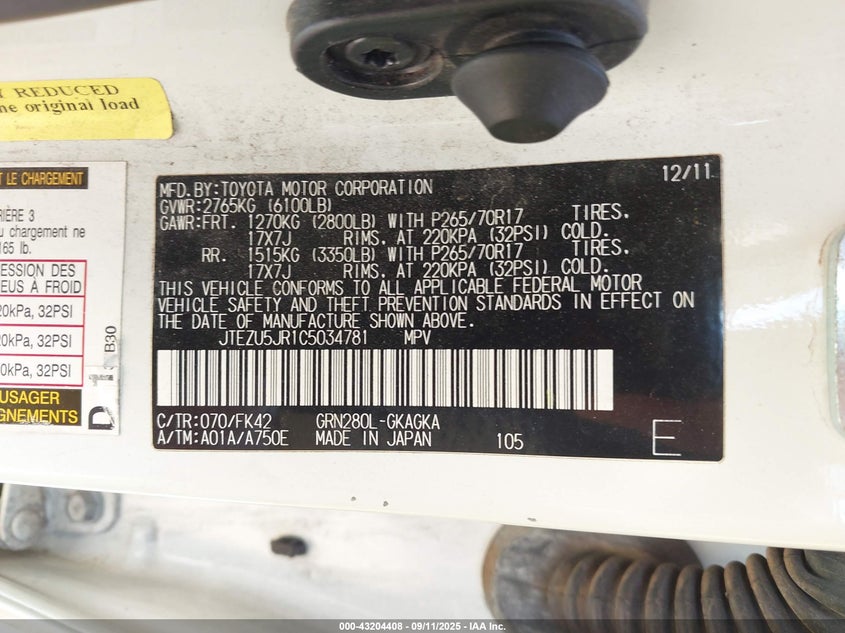 Y REDUCED
ne original load
T LE CHARGEMENT
IÈRE 3
u chargement ne
165 lb.
ESSION DES
EUS À FROID
20kPa, 32PSI
20kPa, 32PSI
0kPa, 32PSI
USAGER
GNEMENTS
B30
D 1
12/11
MFD.BY:TOYOTA MOTOR CORPORATION
GVWR:2765KG (6100LB)
GAWR:FRT. 1270KG (2800LB) WITH P265/70R17 TIRES.
17X7J RIMS. AT 220KPA (32PSI) COLD.
RR. 1515KG (3350LB) WITH P265/70R17 TIRES.
17X7J RIMS. AT 220KPA (32PSI) COLD.
THIS VEHICLE CONFORMS TO ALL APPLICABLE FEDERAL MOTOR
VEHICLE SAFETY AND THEFT PREVENTION STANDARDS IN EFFECT ON
THE DATE OF MANUFACTURE SHOWN ABOVE.
JTEZU5JR1C5034781 MPV
C/TR:070/FK42 GRN280L-GKAGKA
A/TM:A01A/A750E MADE IN JAPAN 105 E
000-43204408 - 09/11/2025 - IAA Inc.